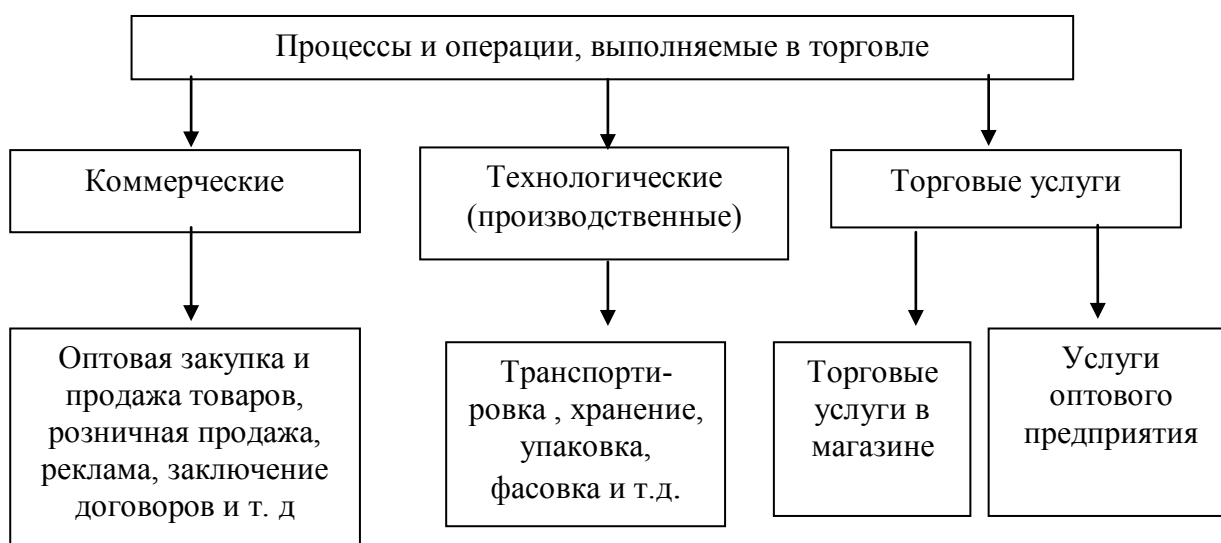 Процессы и операции, выполняемые в торговле
Коммерческие
Технологические
(производственные)
Торговые услуги
Оптовая закупка и
продажа товаров,
розничная продажа,
реклама, заключение
договоров и т. д
Транспорти-
ровка , хранение,
упаковка,
фасовка и т.д.
Торговые
услуги в
магазине
Услуги
оптового
предприятия